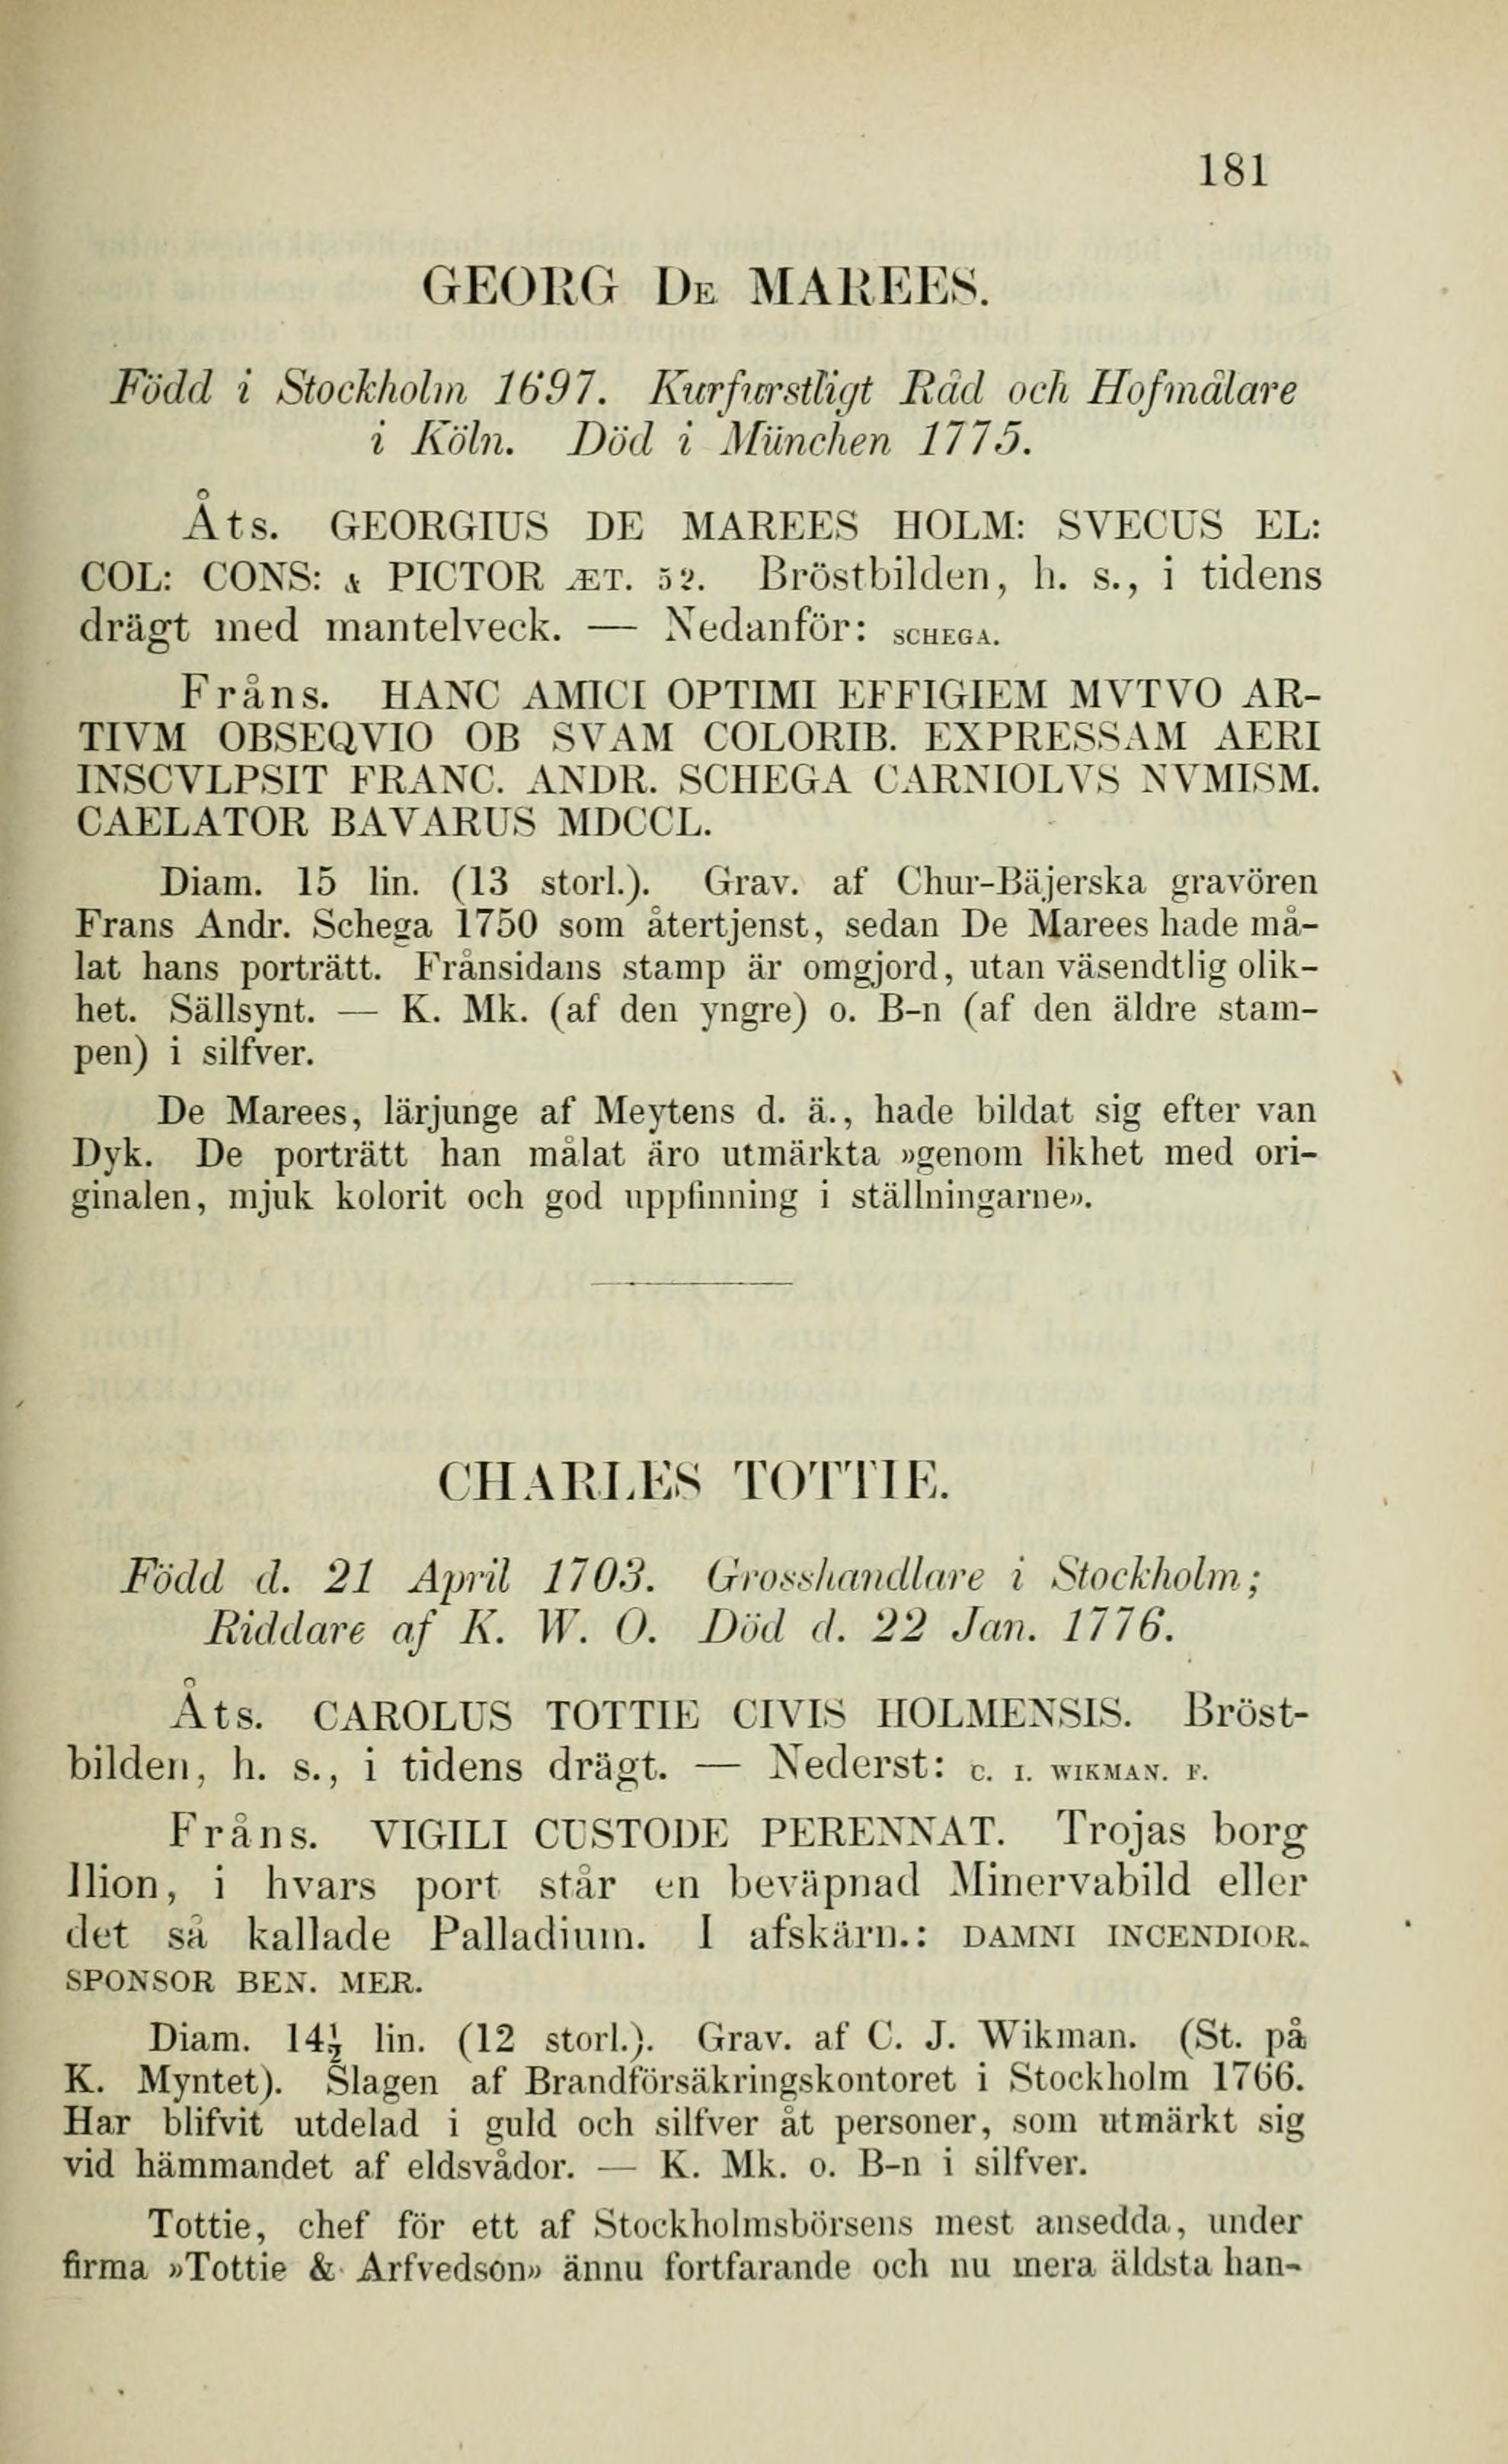 181
GEORG DE MAREES.
Född i Stockholm 1697. Kurfurstligt Råd och Hofmålare
i Köln. Död i München 1775.
Åts. GEORGIUS DE MAREES HOLM: SVECUS EL:
COL: CONS: & PICTOR ÆT. 52. Bröstbilden, h. s., i tidens
drägt med mantelveck. — Nedanför: SCHEGA.
Fråns. HANC AMICI OPTIMI EFFIGIEM MVTVO AR-
TIVM OBSEQVIO OB SVAM COLORIB. EXPRESSAM AERI
INSCVLPSIT FRANC. ANDR. SCHEGA CARNIOLVS NVMISM.
CAELATOR BAVARUS MDCCL.
Diam. 15 lin. (13 storl.). Grav. af Chur-Bäjerska gravören
Frans Andr. Schega 1750 som återtjenst, sedan De Marees hade må-
lat hans porträtt. Frånsidans stamp är omgjord, utan väsendtlig olik-
het. Sällsynt. — K. Mk. (af den yngre) o. B-n (af den äldre stam-
pen) i silfver.
De Marees, lärjunge af Meytens d. ä., hade bildat sig efter van
Dyk. De porträtt han målat äro utmärkta »genom likhet med ori-
ginalen, mjuk kolorit och god uppfinning i ställningarne».
CHARLES TOTTIE.
Född d. 21 April 1703. Grosshandlare i Stockholm;
Riddare af K. W. O. Död d. 22 Jan. 1776.
Åts. CAROLUS TOTTIE CIVIS HOLMENSIS. Bröst-
bilden, h. s., i tidens drägt. — Nederst: C. I. WIKMAN. F.
Fråns. VIGILI CUSTODE PERENNAT. Trojas borg
Ilion, i hvars port står en beväpnad Minervabild eller
det så kallade Palladium. I afskärn.: DAMNI INCENDIOR.
SPONSOR BEN. MER.
Diam. 14½ lin. (12 storl.). Grav. af C. J. Wikman. (St. på
K. Myntet). Slagen af Brandförsäkringskontoret i Stockholm 1766.
Har blifvit utdelad i guld och silfver åt personer, som utmärkt sig
vid hämmandet af eldsvådor. — K. Mk. o. B-n i silfver.
Tottie, chef för ett af Stockholmsbörsens mest ansedda, under
firma »Tottie & Arfvedson» ännu fortfarande och nu mera äldsta han-